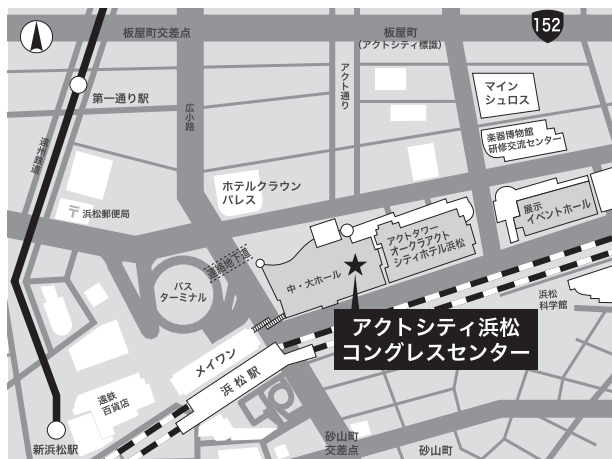 152
板屋町交差点
板屋町
(アクトシティ標識)
第一通り駅
広小路
アクト通り
マイン
シュロス
遠州鉄道
楽器博物館
研修交流センター
ホテルクラウン
パレス
〒浜松郵便局
展示
イベントホール
アクトタワー
オークラアクト
シティホテル浜松
連絡地下道
中・大ホール
バス
ターミナル
浜松
科学館
アクトシティ浜松
コングレスセンター
メイワン
浜松駅
遠鉄
百貨店
新浜松駅
砂山町
交差点
砂山町